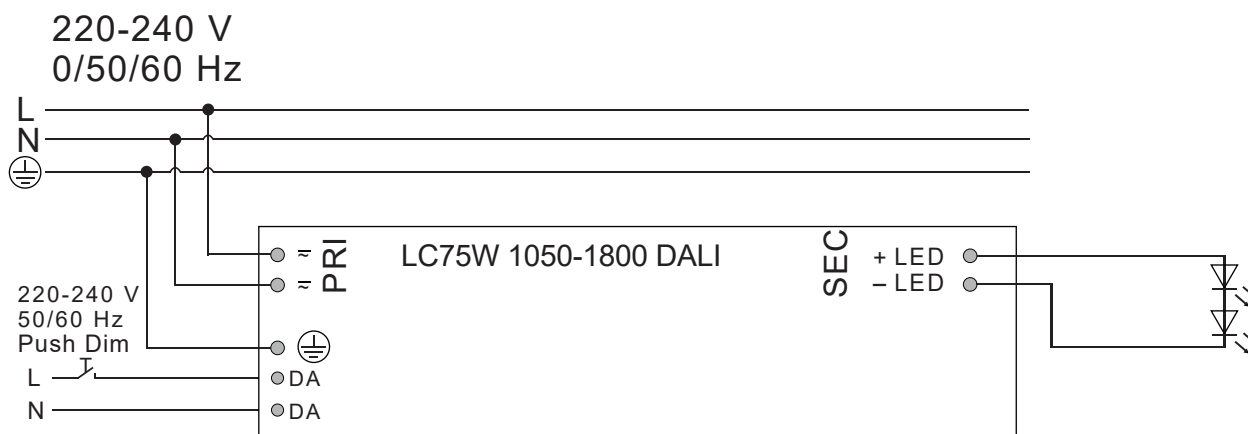 220-240 V
0/50/60 Hz
L
N
LC75W 1050-1800 DALI
PRI
SEC
+ LED
– LED
220-240 V
50/60 Hz
Push Dim
L
DA
N
DA